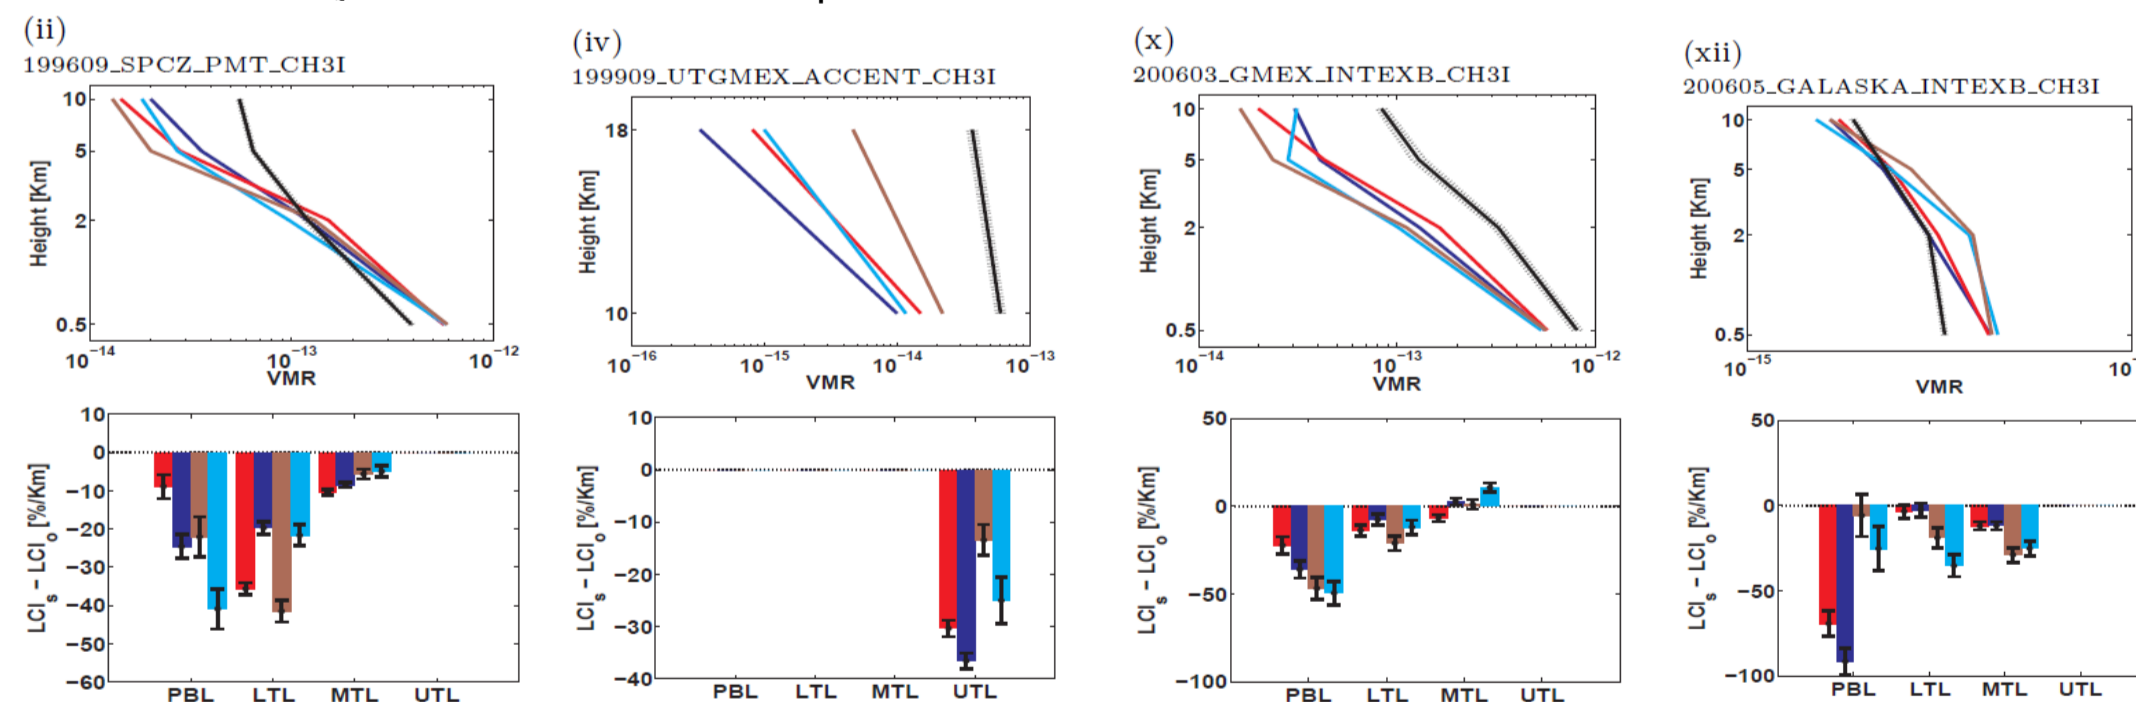 (ii)
199609_SPCZ_PMT_CH3I
10
5
2
0.5
Height [Km]
10−14
10−13
10−12
VMR
10
0
−10
−20
−30
−40
−50
−60
LCIs − LCIo [%/Km]
PBL LTL MTL UTL
(iv)
199909_UTGMEX_ACCENT_CH3I
18
10
Height [Km]
10−16
10−15
10−14
10−13
VMR
10
0
−10
−20
−30
−40
LCIs − LCIo [%/Km]
PBL LTL MTL UTL
(x)
200603_GMEX_INTEXB_CH3I
10
5
2
0.5
Height [Km]
10−14
10−13
10−12
VMR
50
0
−50
−100
LCIs − LCIo [%/Km]
PBL LTL MTL UTL
(xii)
200605_GALASKA_INTEXB_CH3I
10
5
2
0.5
Height [Km]
10−15
10
VMR
50
0
−50
−100
LCIs − LCIo [%/Km]
PBL LTL MTL UTL